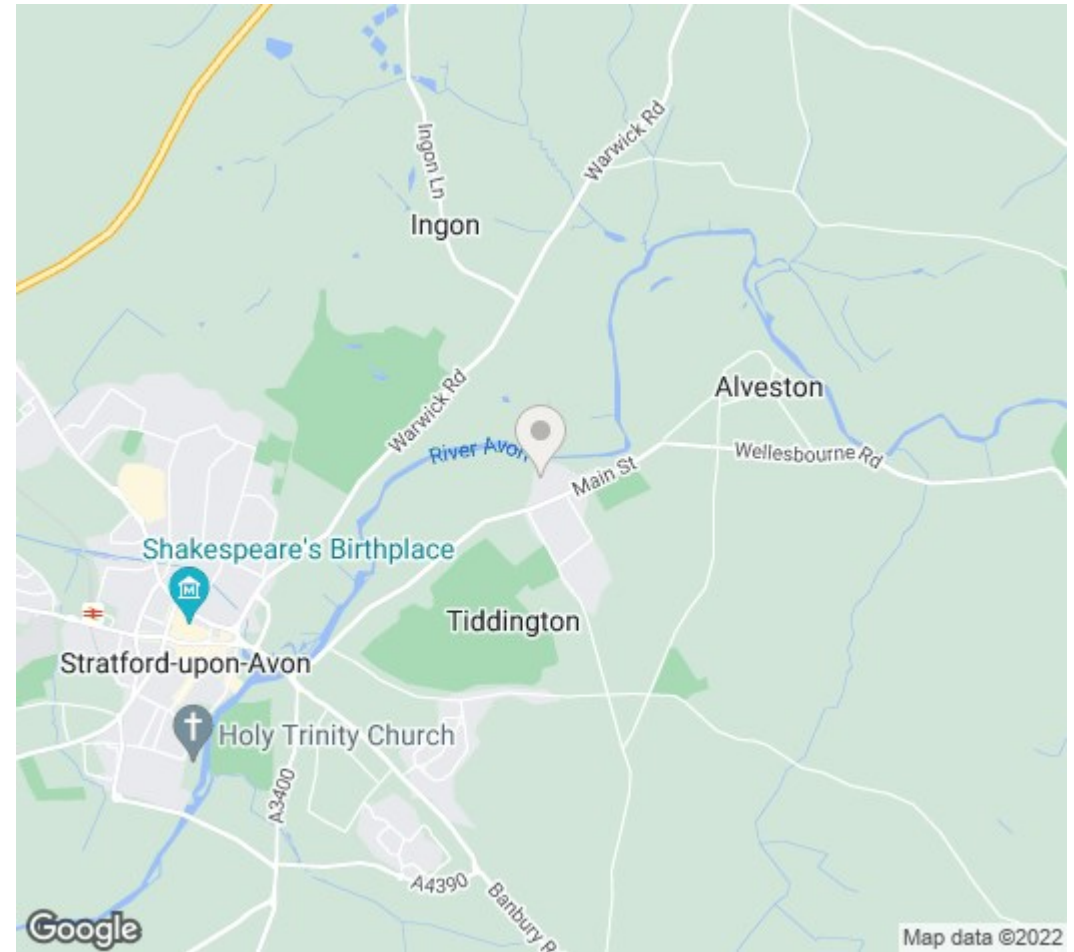 Ingon Ln
Warwick Rd
Ingon
Alveston
Warwick Rd
River Avon
Main St
Wellesbourne Rd
Shakespeare's Birthplace
M
Tiddington
Stratford-upon-Avon
Holy Trinity Church
A3400
A4390
Banbury R
Google
Map data ©2022